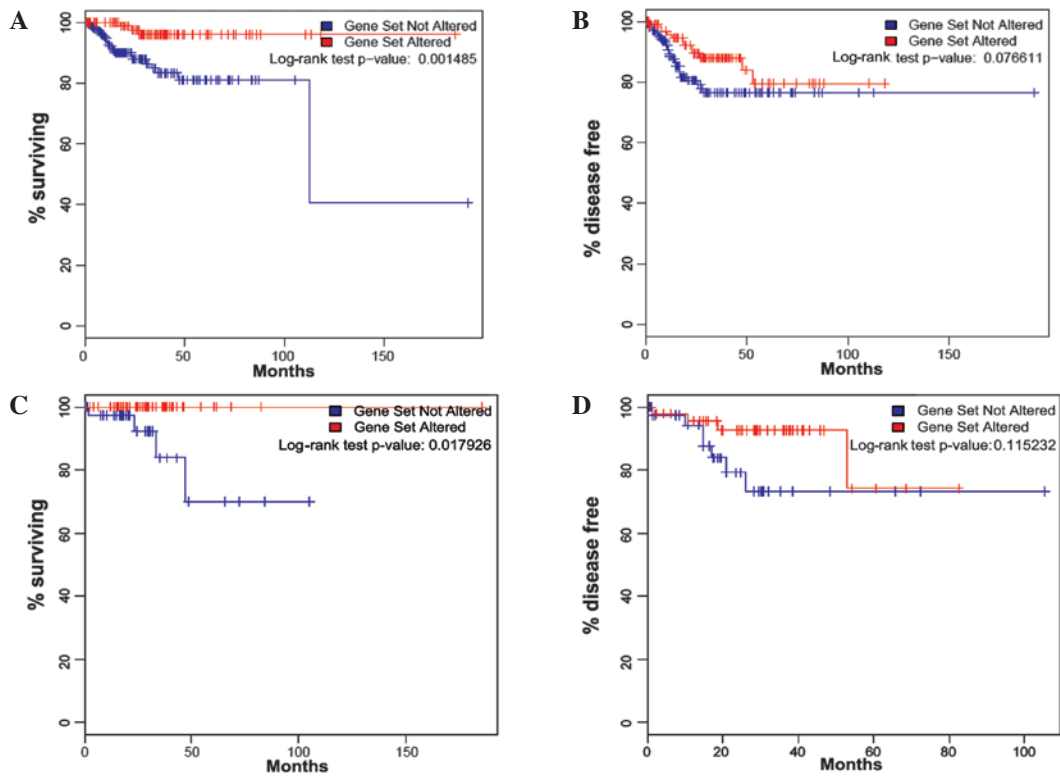 A
Gene Set Not Altered
Gene Set Altered
Log-rank test p-value: 0.001485
% surviving
100
80
60
40
20
0
0
50
100
150
Months
B
Gene Set Not Altered
Gene Set Altered
Log-rank test p-value: 0.076611
% disease free
100
80
60
40
20
0
0
50
100
150
Months
C
Gene Set Not Altered
Gene Set Altered
Log-rank test p-value: 0.017926
% surviving
100
80
60
40
20
0
0
50
100
150
Months
D
Gene Set Not Altered
Gene Set Altered
Log-rank test p-value:0.115232
% disease free
100
80
60
40
20
0
0
20
40
60
80
100
Months